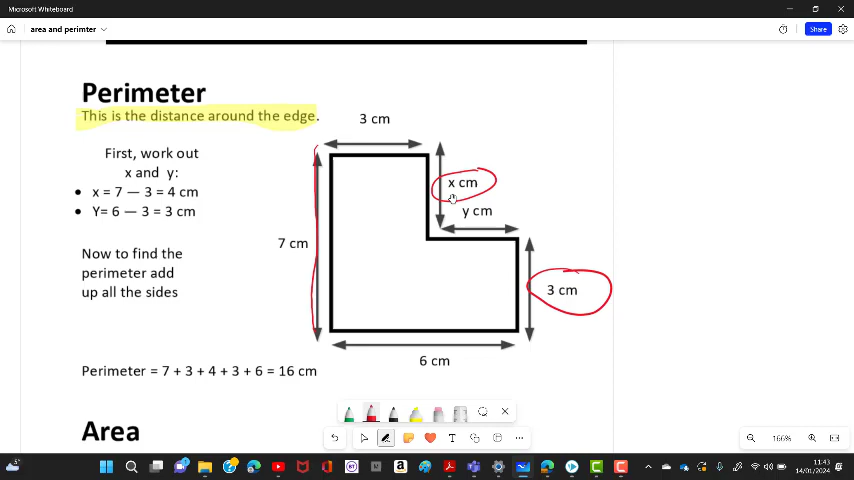 Microsoft Whiteboard
area and perimter
Share
Perimeter
This is the distance around the edge.
3 cm
First, work out
x and y:
x = 7 — 3 = 4 cm
Y= 6 — 3 = 3 cm
x cm
y cm
7 cm
Now to find the
perimeter add
up all the sides
3 cm
6 cm
Perimeter = 7 + 3 + 4 + 3 + 6 = 16 cm
Area
166%
11:43
14/01/2024